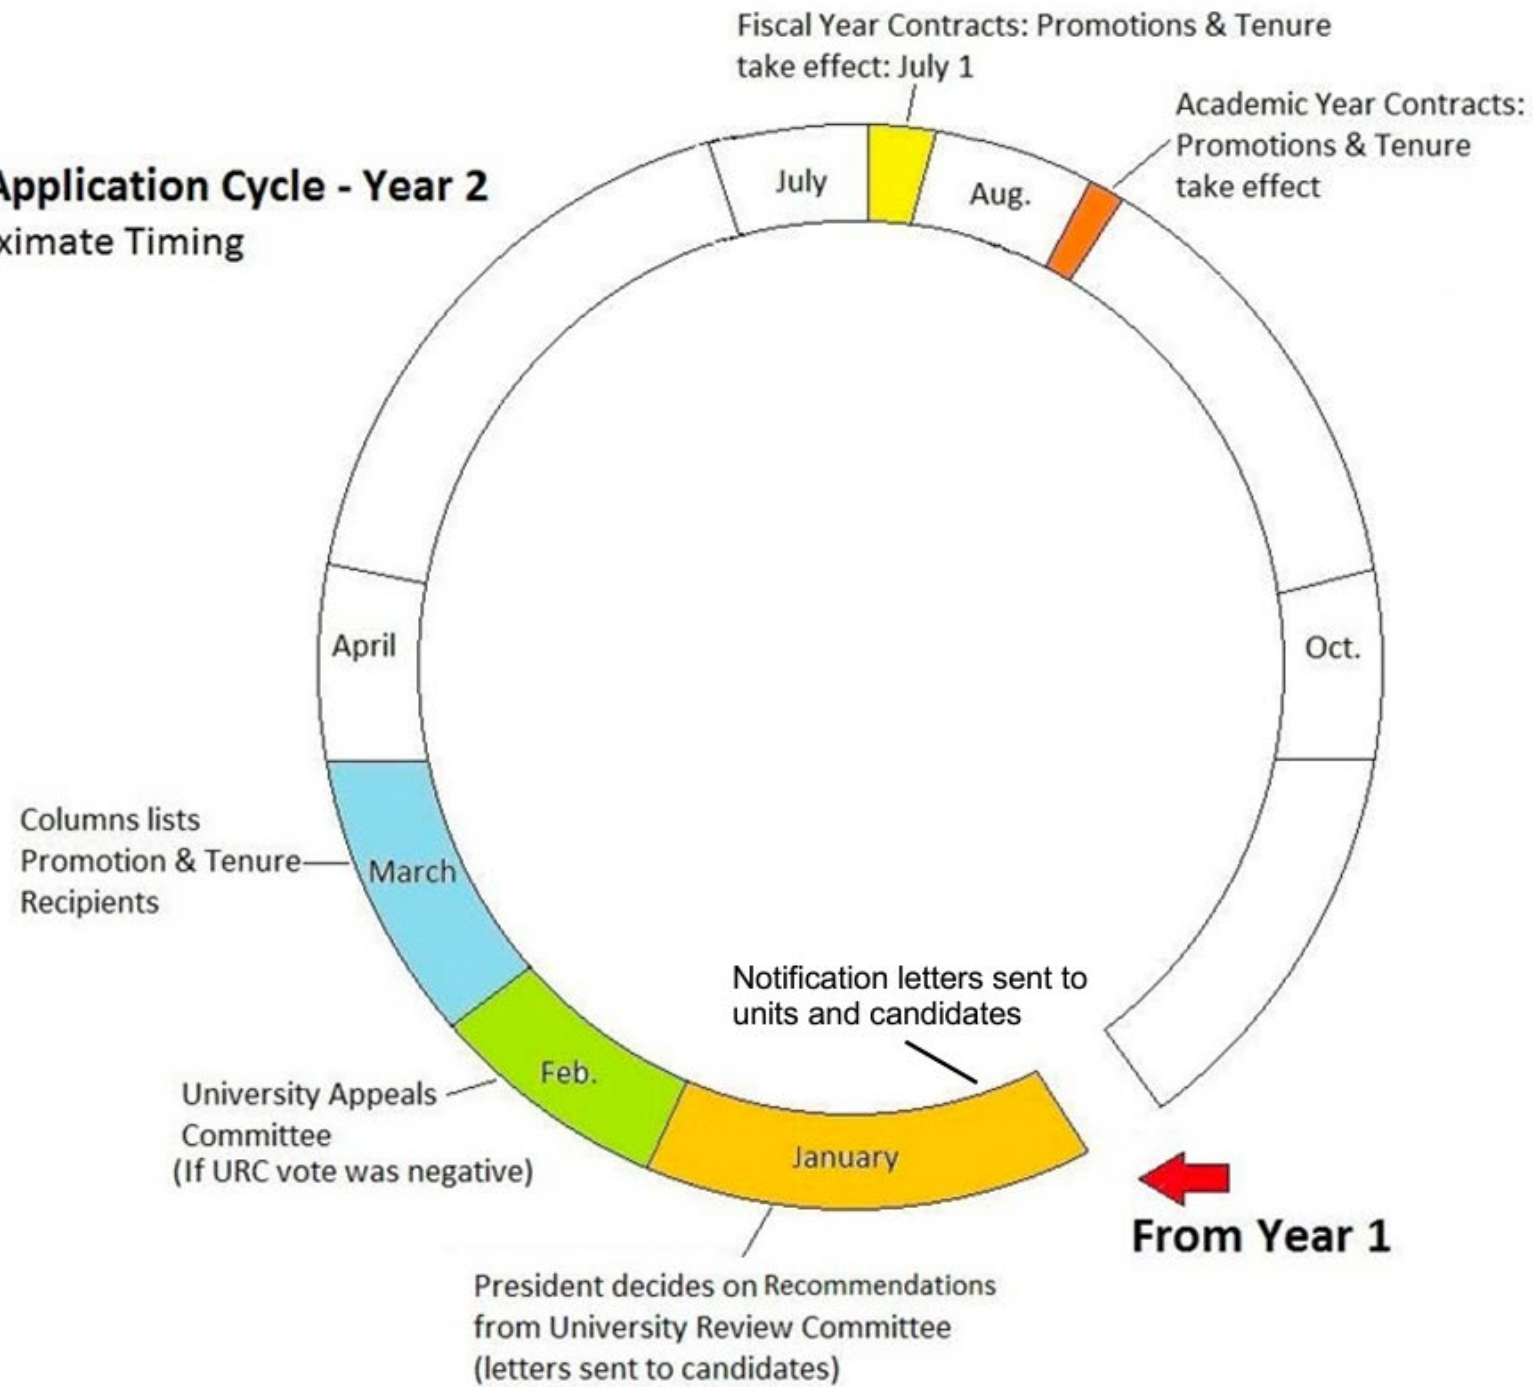 Fiscal Year Contracts: Promotions & Tenure
take effect: July 1
Academic Year Contracts:
Promotions & Tenure
take effect
Application Cycle - Year 2
ximate Timing
July
Aug.
April
Oct.
Columns lists
Promotion & Tenure
Recipients
March
Notification letters sent to
units and candidates
Feb.
University Appeals
Committee
(If URC vote was negative)
January
From Year 1
President decides on Recommendations
from University Review Committee
(letters sent to candidates)